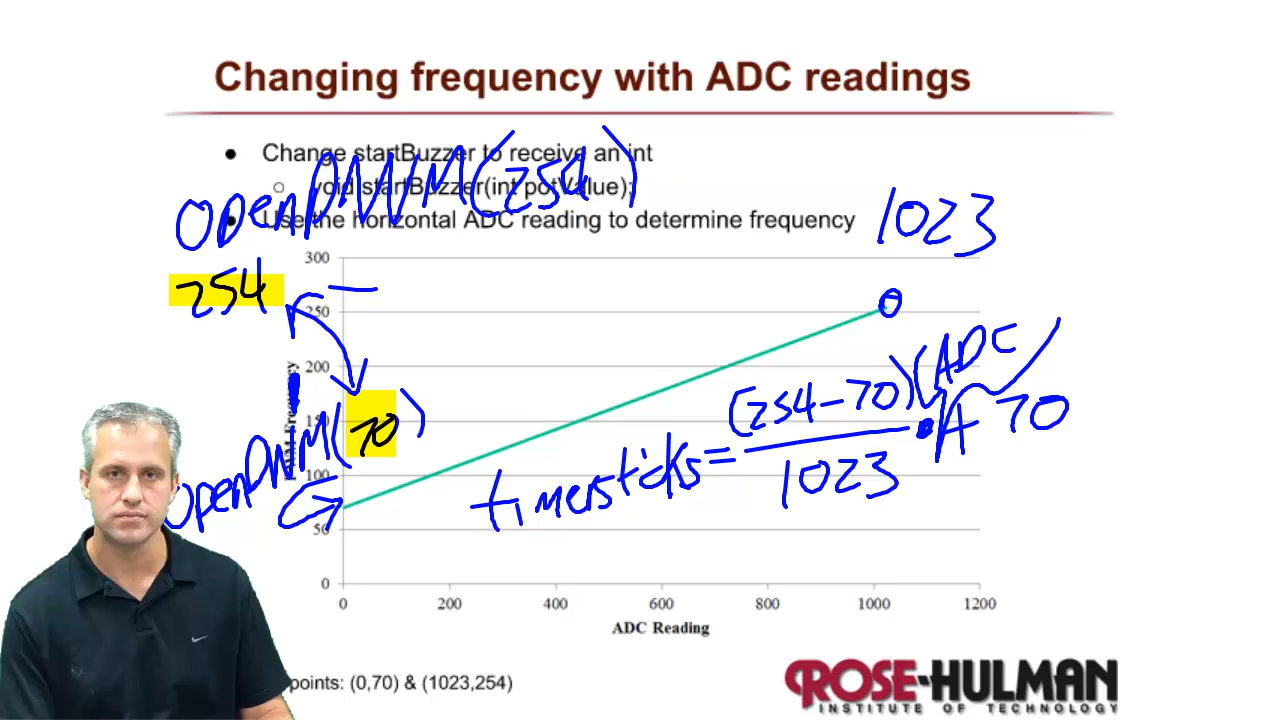 Changing frequency with ADC readings
● Change startBuzzer to receive an int
○ void startBuzzer(int potValue);
● Use the horizontal ADC reading to determine frequency
openPWM(254)
1023
254
300
250
200
150
100
50
0
openPWM(70)
timersticks = (254-70)(ADC
1023
70
0 200 400 600 800 1000 1200
ADC Reading
points: (0,70) & (1023,254)
ROSE-HULMAN
INSTITUTE OF TECHNOLOGY